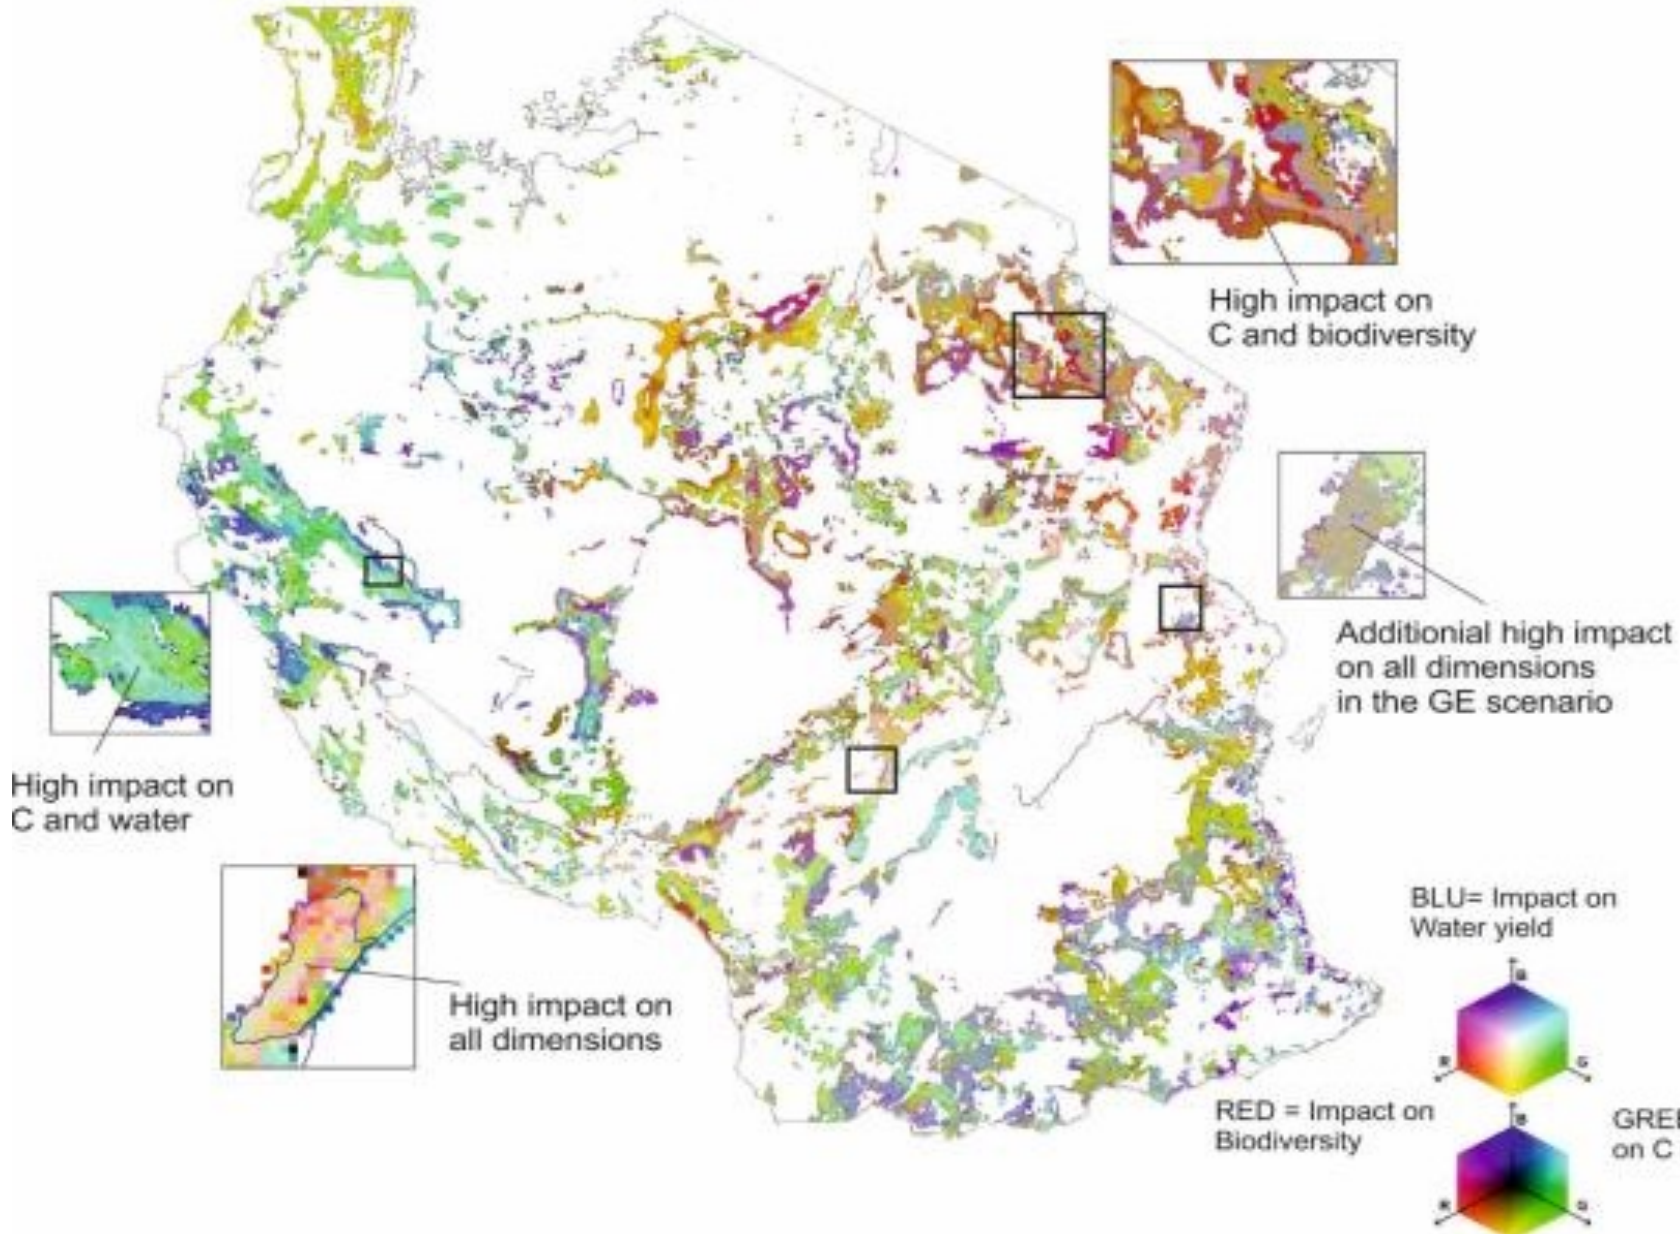 High impact on
C and biodiversity
Additionial high impact
on all dimensions
in the GE scenario
High impact on
C and water
High impact on
all dimensions
BLU= Impact on
Water yield
B
R
G
RED = Impact on
Biodiversity
on C
B
R
G